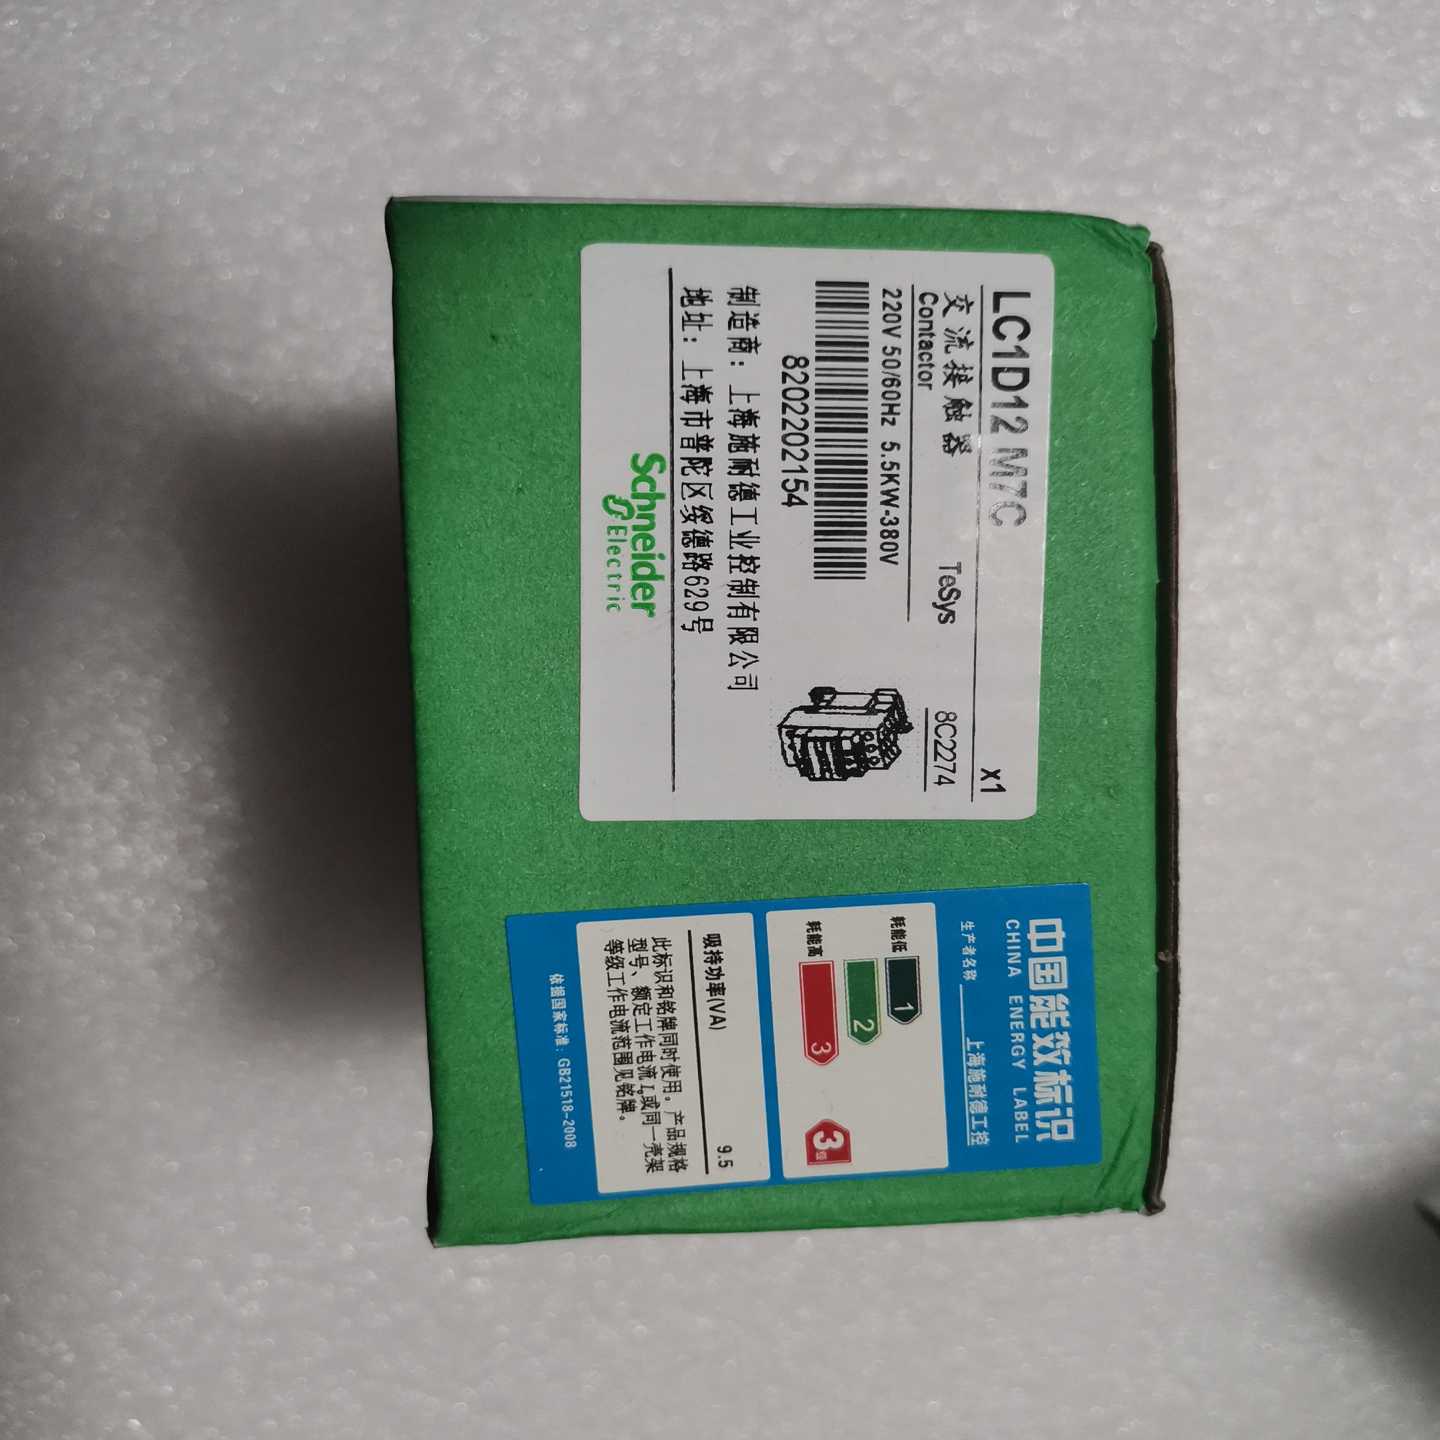 LC1D12 M7C x1
交流接触器 TeSys 8C2274
Contactor
220V 50/60Hz 5.5KW-380V
8202202154
制造商：上海施耐德工业控制有限公司
地址：上海市普陀区绥德路629号
Schneider
Electric
中国能效标识
CHINA ENERGY LABEL
生产者名称 上海施耐德工控
耗能低
1
2
3
耗能高
3级
吸持功率(VA) 9.5
此标识和铭牌同时使用。产品规格
型号、额定工作电流Ie或同一壳架
等级工作电流范围见铭牌。
依据国家标准：GB21518-2008